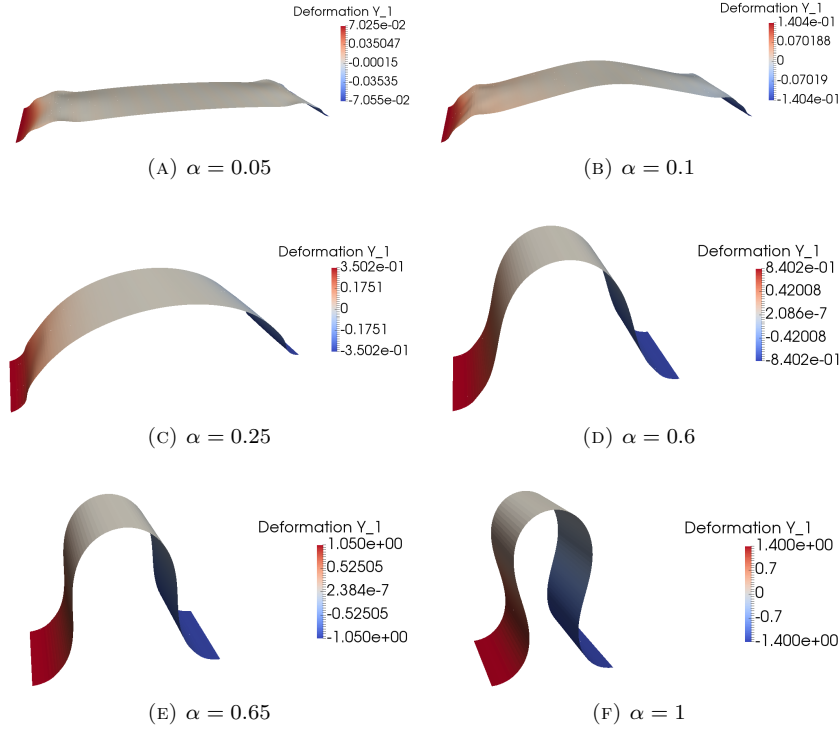 Deformation Y_1
7.025e-02
0.035047
-0.00015
-0.03535
-7.055e-02
(A) α = 0.05
Deformation Y_1
1.404e-01
0.070188
0
-0.07019
-1.404e-01
(B) α = 0.1
Deformation Y_1
3.502e-01
0.1751
0
-0.1751
-3.502e-01
(C) α = 0.25
Deformation Y_1
8.402e-01
0.42008
2.086e-7
-0.42008
-8.402e-01
(D) α = 0.6
Deformation Y_1
1.050e+00
0.52505
2.384e-7
-0.52505
-1.050e+00
(E) α = 0.65
Deformation Y_1
1.400e+00
0.7
0
-0.7
-1.400e+00
(F) α = 1